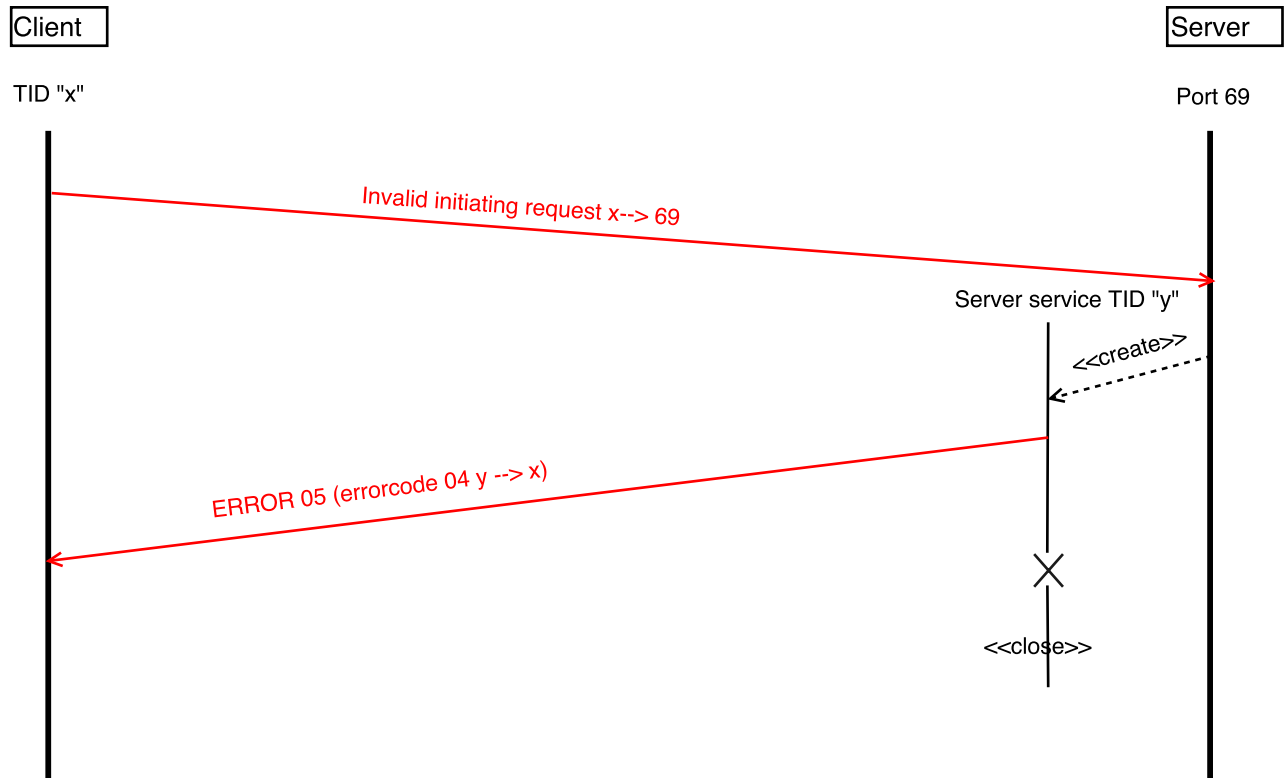 Client
Server
TID "x"
Port 69
Invalid initiating request x--> 69
Server service TID "y"
<<create>>
ERROR 05 (errorcode 04 y --> x)
<<close>>